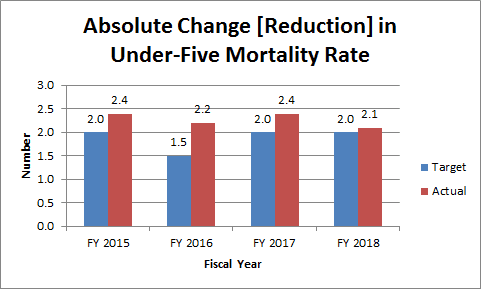 Absolute Change [Reduction] in
Under-Five Mortality Rate
Number
3.0
2.5
2.0
1.5
1.0
0.5
0.0
2.0
2.4
1.5
2.2
2.0
2.4
2.0
2.1
FY 2015
FY 2016
FY 2017
FY 2018
Fiscal Year
Target
Actual